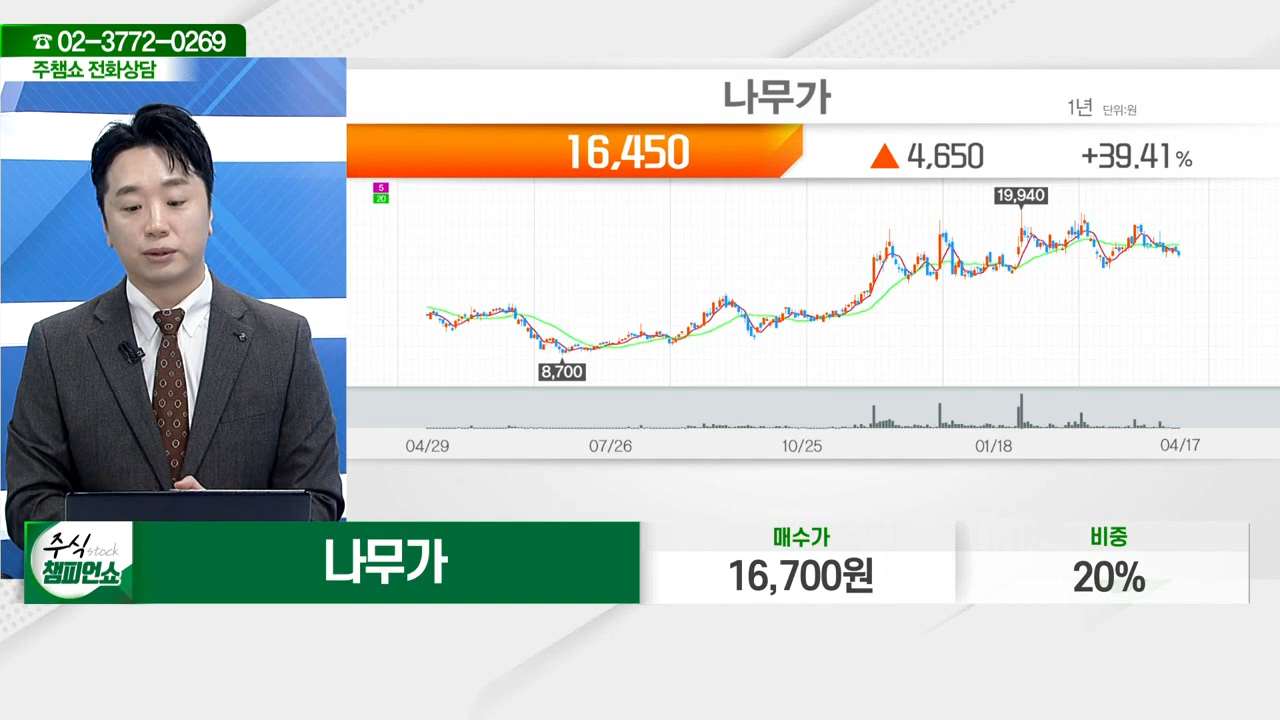 ☎ 02-3772-0269
주챔쇼 전화상담
나무가
1년 단위:원
16,450 ▲ 4,650 +39.41%
5
20
19,940
8,700
04/29 07/26 10/25 01/18 04/17
주식 stock
챔피언쇼
나무가
매수가
16,700원
비중
20%